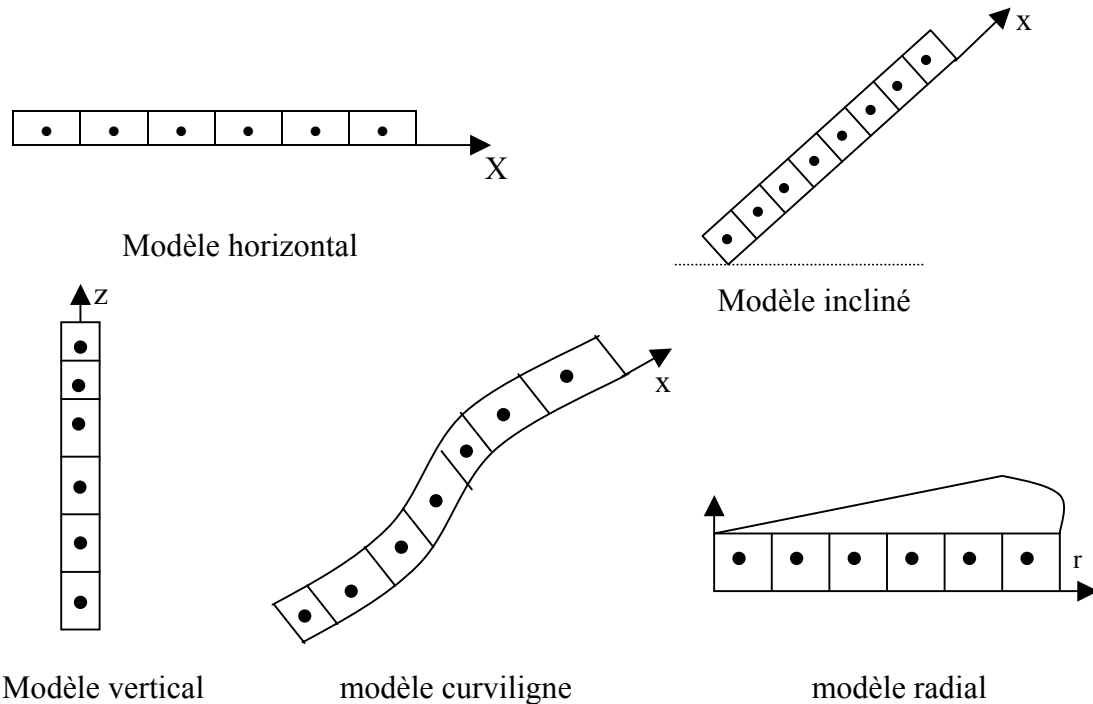 x
X
Modèle horizontal
Modèle incliné
z
x
r
Modèle vertical
modèle curviligne
modèle radial